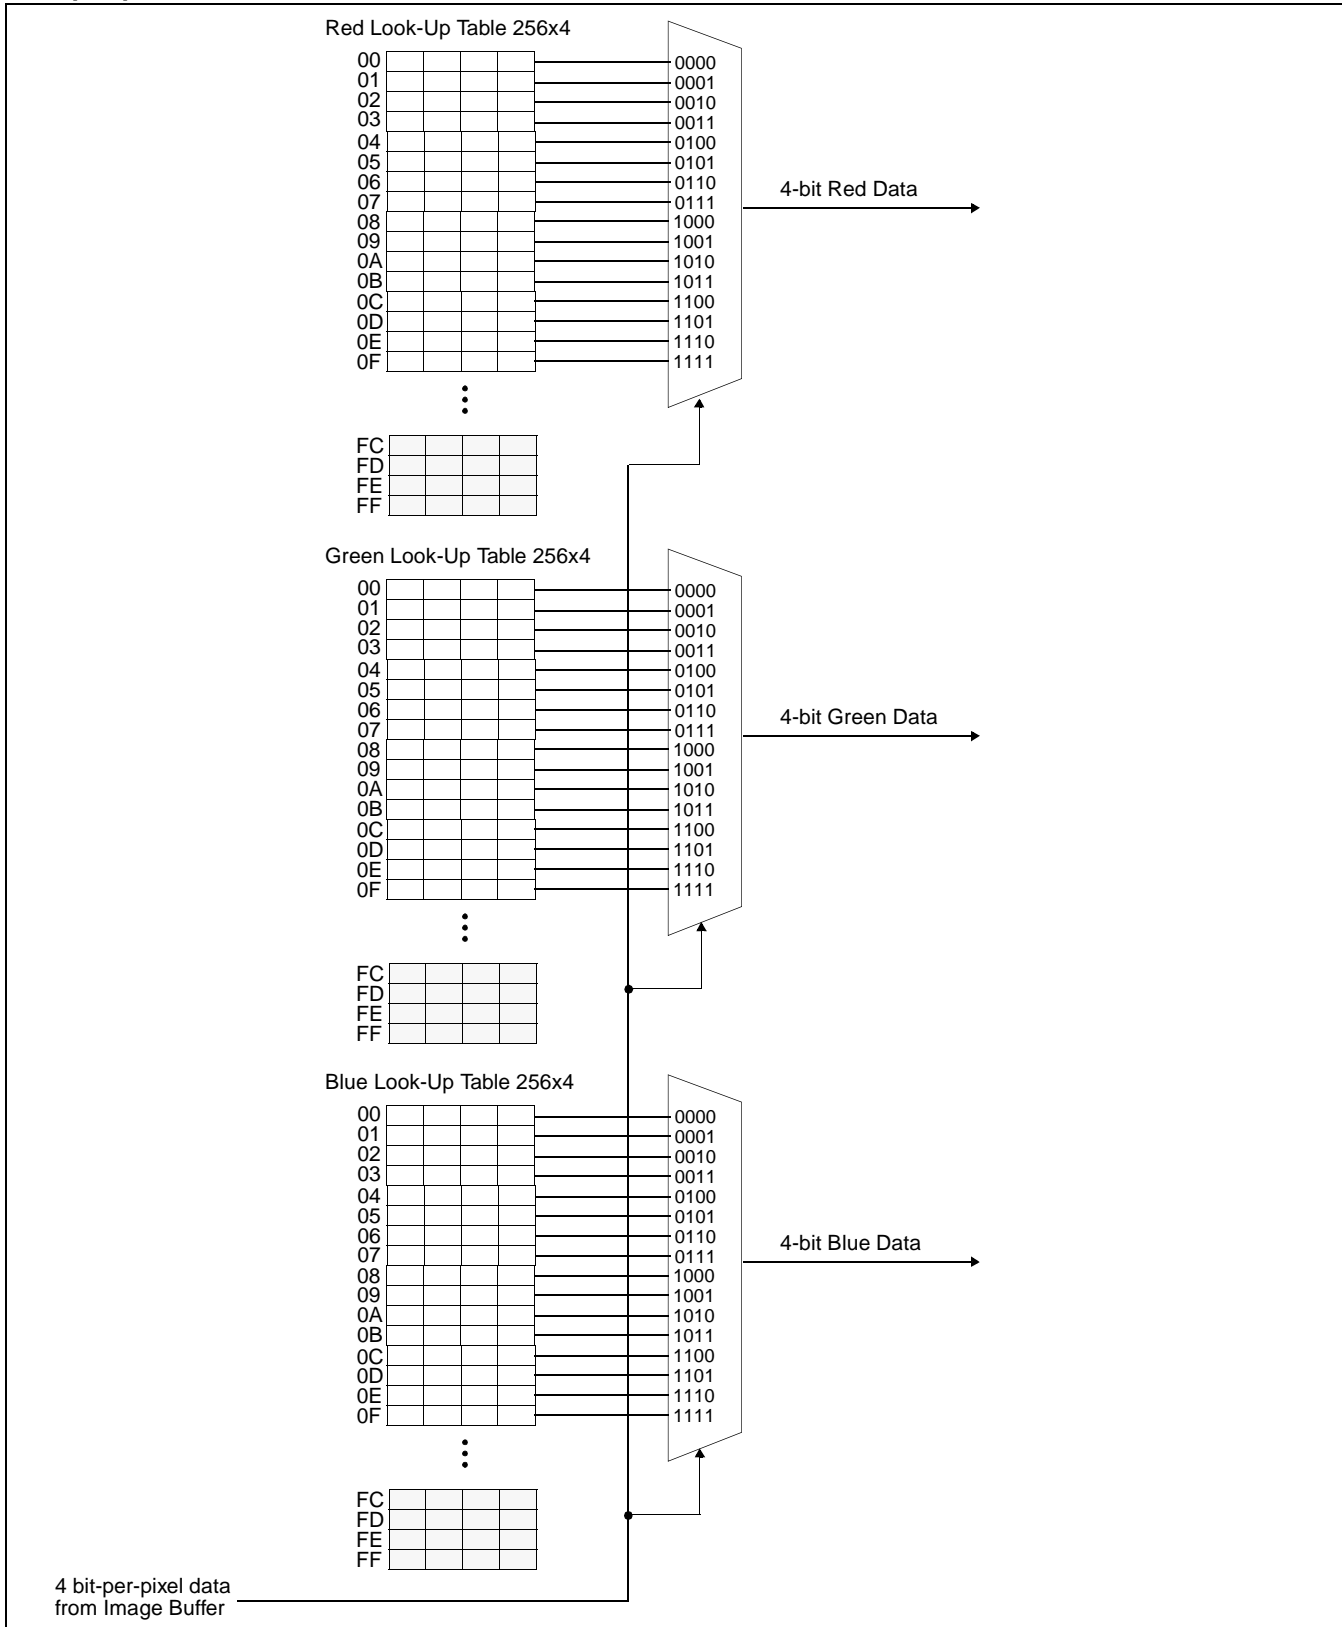 Red Look-Up Table 256x4
00 0000
01 0001
02 0010
03 0011
04 0100
05 0101
06 0110
07 0111
4-bit Red Data
08 1000
09 1001
0A 1010
0B 1011
0C 1100
0D 1101
0E 1110
0F 1111
FC
FD
FE
FF
Green Look-Up Table 256x4
00 0000
01 0001
02 0010
03 0011
04 0100
05 0101
06 0110
07 0111
4-bit Green Data
08 1000
09 1001
0A 1010
0B 1011
0C 1100
0D 1101
0E 1110
0F 1111
FC
FD
FE
FF
Blue Look-Up Table 256x4
00 0000
01 0001
02 0010
03 0011
04 0100
05 0101
06 0110
07 0111
4-bit Blue Data
08 1000
09 1001
0A 1010
0B 1011
0C 1100
0D 1101
0E 1110
0F 1111
FC
FD
FE
FF
4 bit-per-pixel data
from Image Buffer